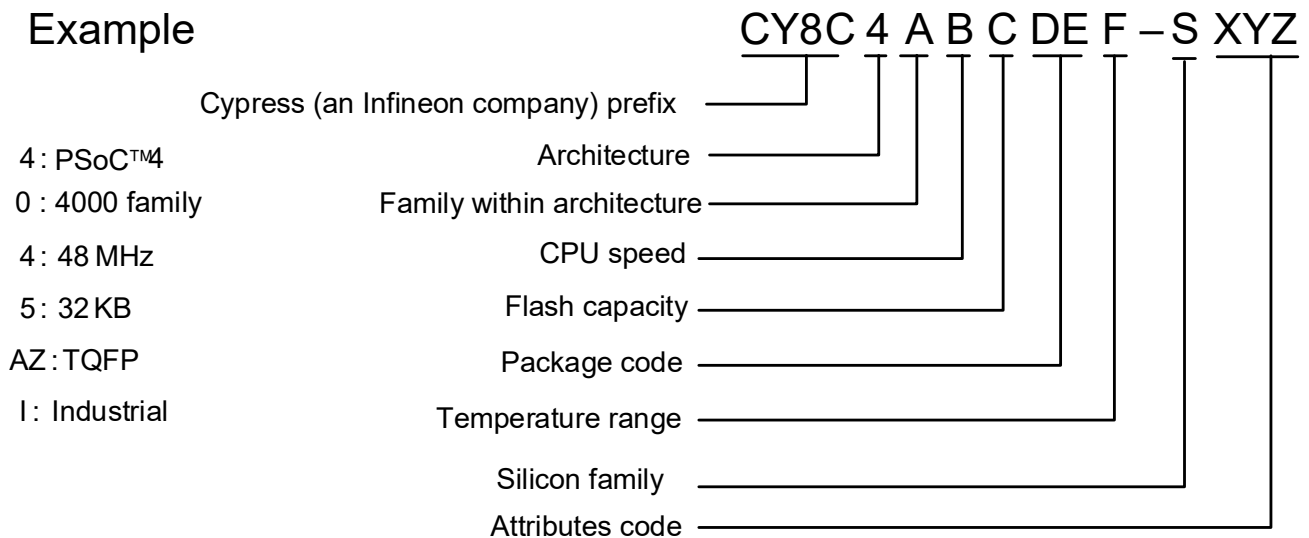 Example CY8C 4 A B C DE F – S XYZ
Cypress (an Infineon company) prefix
4: PSoC™4 Architecture
0 : 4000 family Family within architecture
4: 48 MHz CPU speed
5: 32 KB Flash capacity
AZ : TQFP Package code
I: Industrial Temperature range
Silicon family
Attributes code